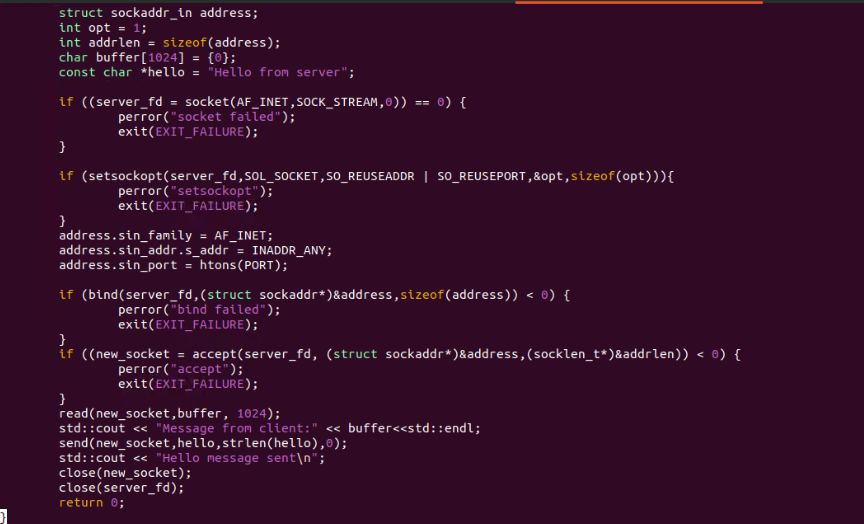 struct sockaddr_in address;
int opt = 1;
int addrlen = sizeof(address);
char buffer[1024] = {0};
const char *hello = "Hello from server";
if ((server_fd = socket(AF_INET,SOCK_STREAM,0)) == 0) {
perror("socket failed");
exit(EXIT_FAILURE);
}
if (setsockopt(server_fd,SOL_SOCKET,SO_REUSEADDR | SO_REUSEPORT,&opt,sizeof(opt))){
perror("setsockopt");
exit(EXIT_FAILURE);
}
address.sin_family = AF_INET;
address.sin_addr.s_addr = INADDR_ANY;
address.sin_port = htons(PORT);
if (bind(server_fd,(struct sockaddr*)&address,sizeof(address)) < 0) {
perror("bind failed");
exit(EXIT_FAILURE);
}
if ((new_socket = accept(server_fd, (struct sockaddr*)&address,(socklen_t*)&addrlen)) < 0) {
perror("accept");
exit(EXIT_FAILURE);
}
read(new_socket,buffer, 1024);
std::cout << "Message from client:" << buffer<<std::endl;
send(new_socket,hello,strlen(hello),0);
std::cout << "Hello message sent\n";
close(new_socket);
close(server_fd);
return 0;
}